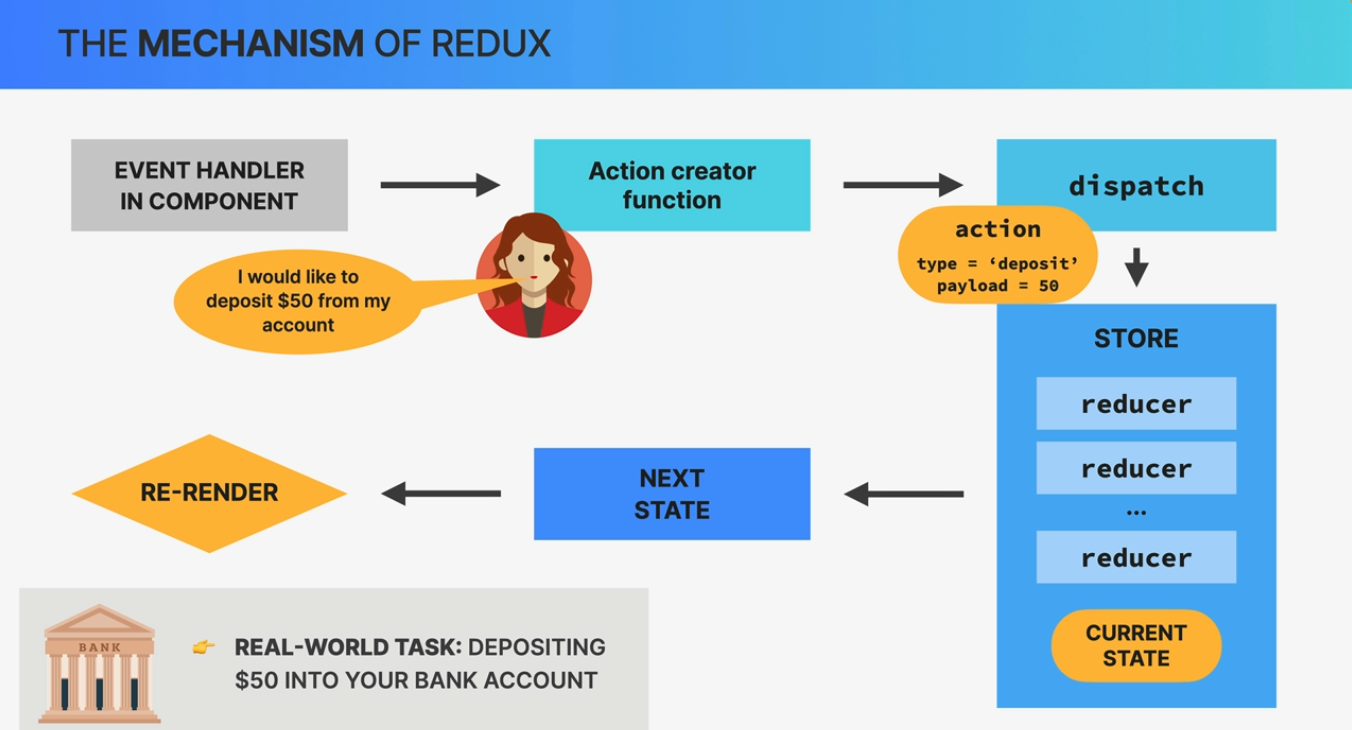 THE MECHANISM OF REDUX
EVENT HANDLER
IN COMPONENT
Action creator
function
dispatch
action
type = ‘deposit’
payload = 50
I would like to
deposit $50 from my
account
STORE
reducer
reducer
...
reducer
CURRENT
STATE
NEXT
STATE
RE-RENDER
BANK
👉 REAL-WORLD TASK: DEPOSITING
$50 INTO YOUR BANK ACCOUNT